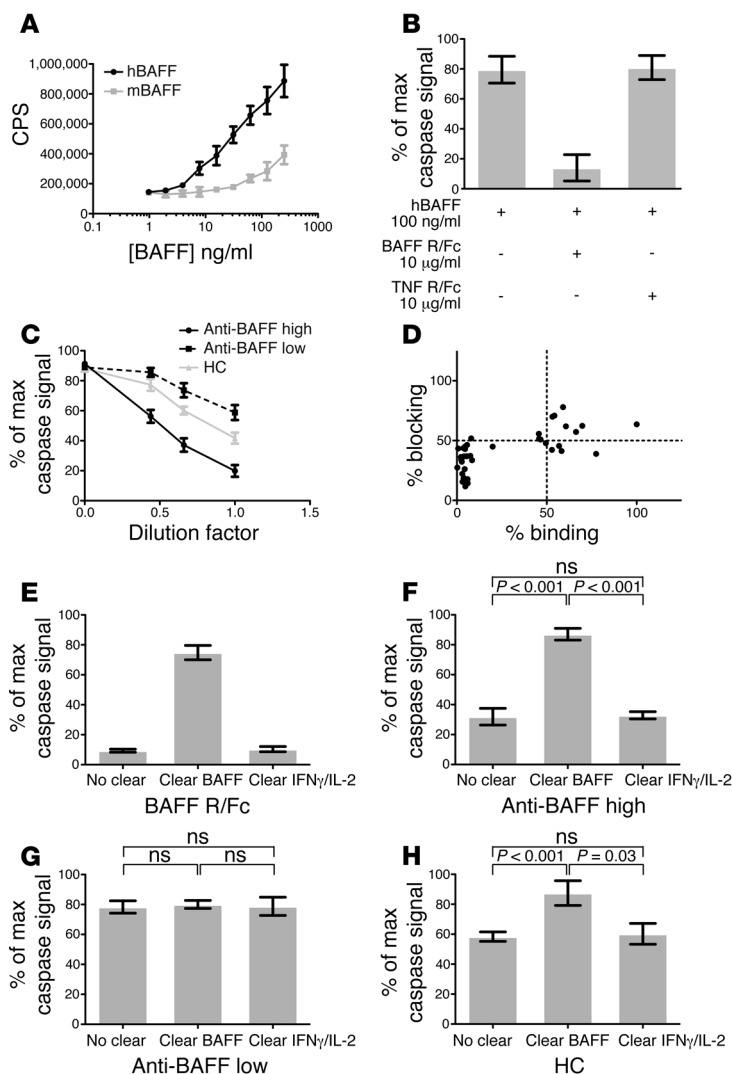 A
hBAFF
mBAFF
CPS
1,000,000
800,000
600,000
400,000
200,000
0
0.1
1
10
100
1000
[BAFF] ng/ml
B
% of max
caspase signal
100
80
60
40
20
0
hBAFF
100 ng/ml
+ + +
BAFF R/Fc
10 µg/ml
- + -
TNF R/Fc
10 µg/ml
- - +
C
Anti-BAFF high
Anti-BAFF low
HC
% of max
caspase signal
100
80
60
40
20
0
0.0
0.5
1.0
1.5
Dilution factor
D
% blocking
100
50
0
0
50
100
% binding
E
% of max
caspase signal
100
80
60
40
20
0
No clear Clear BAFF Clear IFNγ/IL-2
BAFF R/Fc
F
ns
P < 0.001 P < 0.001
% of max
caspase signal
100
80
60
40
20
0
No clear Clear BAFF Clear IFNγ/IL-2
Anti-BAFF high
G
ns
ns ns
% of max
caspase signal
100
80
60
40
20
0
No clear Clear BAFF Clear IFNγ/IL-2
Anti-BAFF low
H
ns
P < 0.001 P = 0.03
% of max
caspase signal
100
80
60
40
20
0
No clear Clear BAFF Clear IFNγ/IL-2
HC